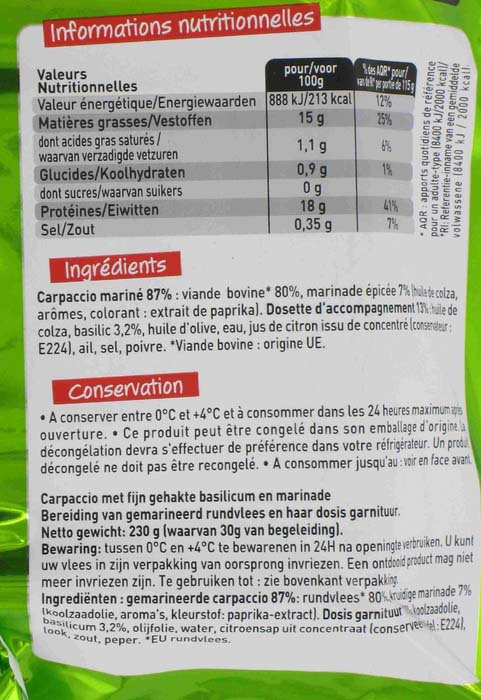 Informations nutritionnelles
Valeurs
Nutritionnelles
pour/voor
100g
% des AQR* pour/
van de RI* per portie de 115 g
Valeur énergétique/Energiewaarden 888 kJ/213 kcal 12%
Matières grasses/Vestoffen 15 g 25%
dont acides gras saturés /
waarvan verzadigde vetzuren 1,1 g 6%
Glucides/Koolhydraten 0,9 g 1%
dont sucres/waarvan suikers 0 g
Protéines/Eiwitten 18 g 41%
Sel/Zout 0,35 g 7%
* AQR : apports quotidiens de référence
pour un adulte-type (8400 kJ/2000 kcal)/
*RI: Referentie-inname van een gemiddelde
volwassene (8400 kJ / 2000 kcal).
Ingrédients
Carpaccio mariné 87% : viande bovine* 80%, marinade épicée 7% (huile de colza,
arômes, colorant : extrait de paprika). Dosette d'accompagnement 13% : huile de
colza, basilic 3,2%, huile d'olive, eau, jus de citron issu de concentré (conservateur :
E224), ail, sel, poivre. *Viande bovine : origine UE.
Conservation
• A conserver entre 0°C et +4°C et à consommer dans les 24 heures maximum après
ouverture. • Ce produit peut être congelé dans son emballage d'origine. La
décongélation devra s'effectuer de préférence dans votre réfrigérateur. Un produit
décongelé ne doit pas être recongelé. • A consommer jusqu'au : voir en face avant.
Carpaccio met fijn gehakte basilicum en marinade
Bereiding van gemarineerd rundvlees en haar dosis garnituur.
Netto gewicht: 230 g (waarvan 30g van begeleiding).
Bewaring: tussen 0°C en +4°C te bewarenen in 24H na openingte verbruiken. U kunt
uw vlees in zijn verpakking van oorsprong invriezen. Een ontdooid product mag niet
meer invriezen zijn. Te gebruiken tot : zie bovenkant verpakking.
Ingrediënten : gemarineerde carpaccio 87%: rundvlees* 80%, kruidige marinade 7%
(koolzaadolie, aroma's, kleurstof: paprika-extract). Dosis garnituur koolzaadolie,
basilicum 3,2%, olijfolie, water, citroensap uit concentraat (conserveermiddel : E224),
look, zout, peper. *EU rundvlees.